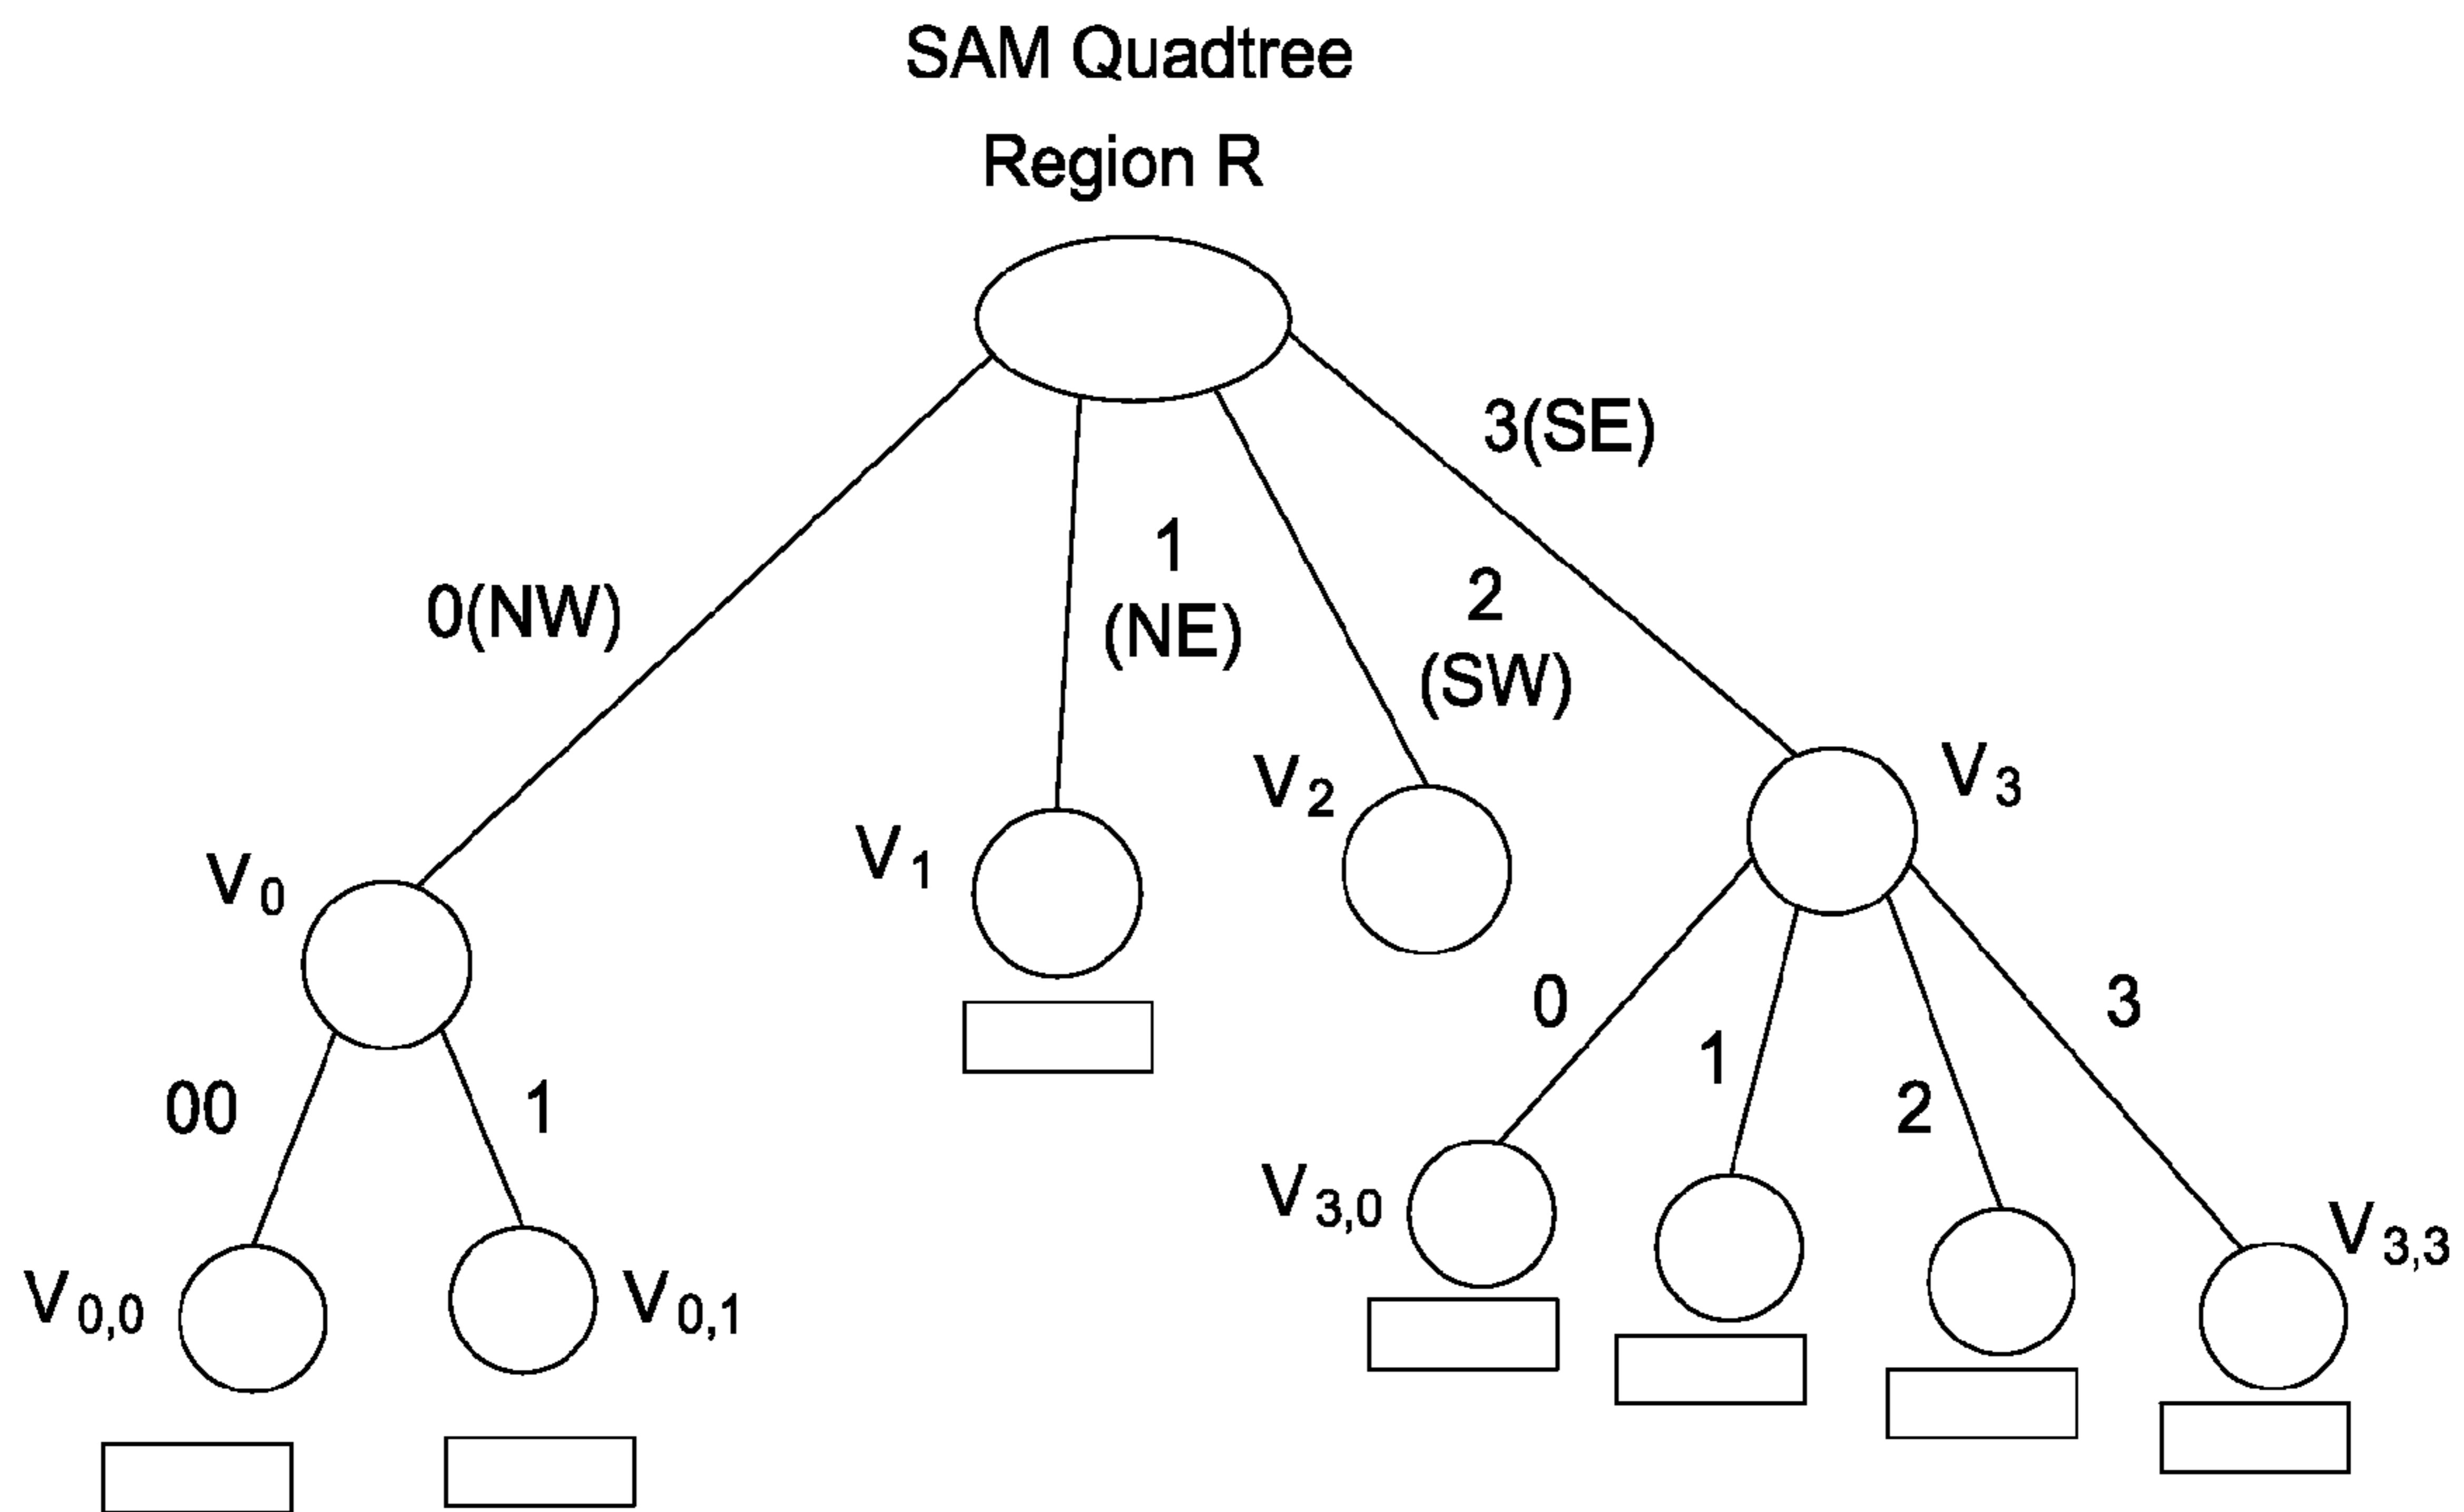 SAM Quadtree
Region R
3(SE)
1
(NE)
2
(SW)
0(NW)
V3
V2
V1
V0
0
3
1
2
00
1
V3,0
V3,3
V0,0
V0,1